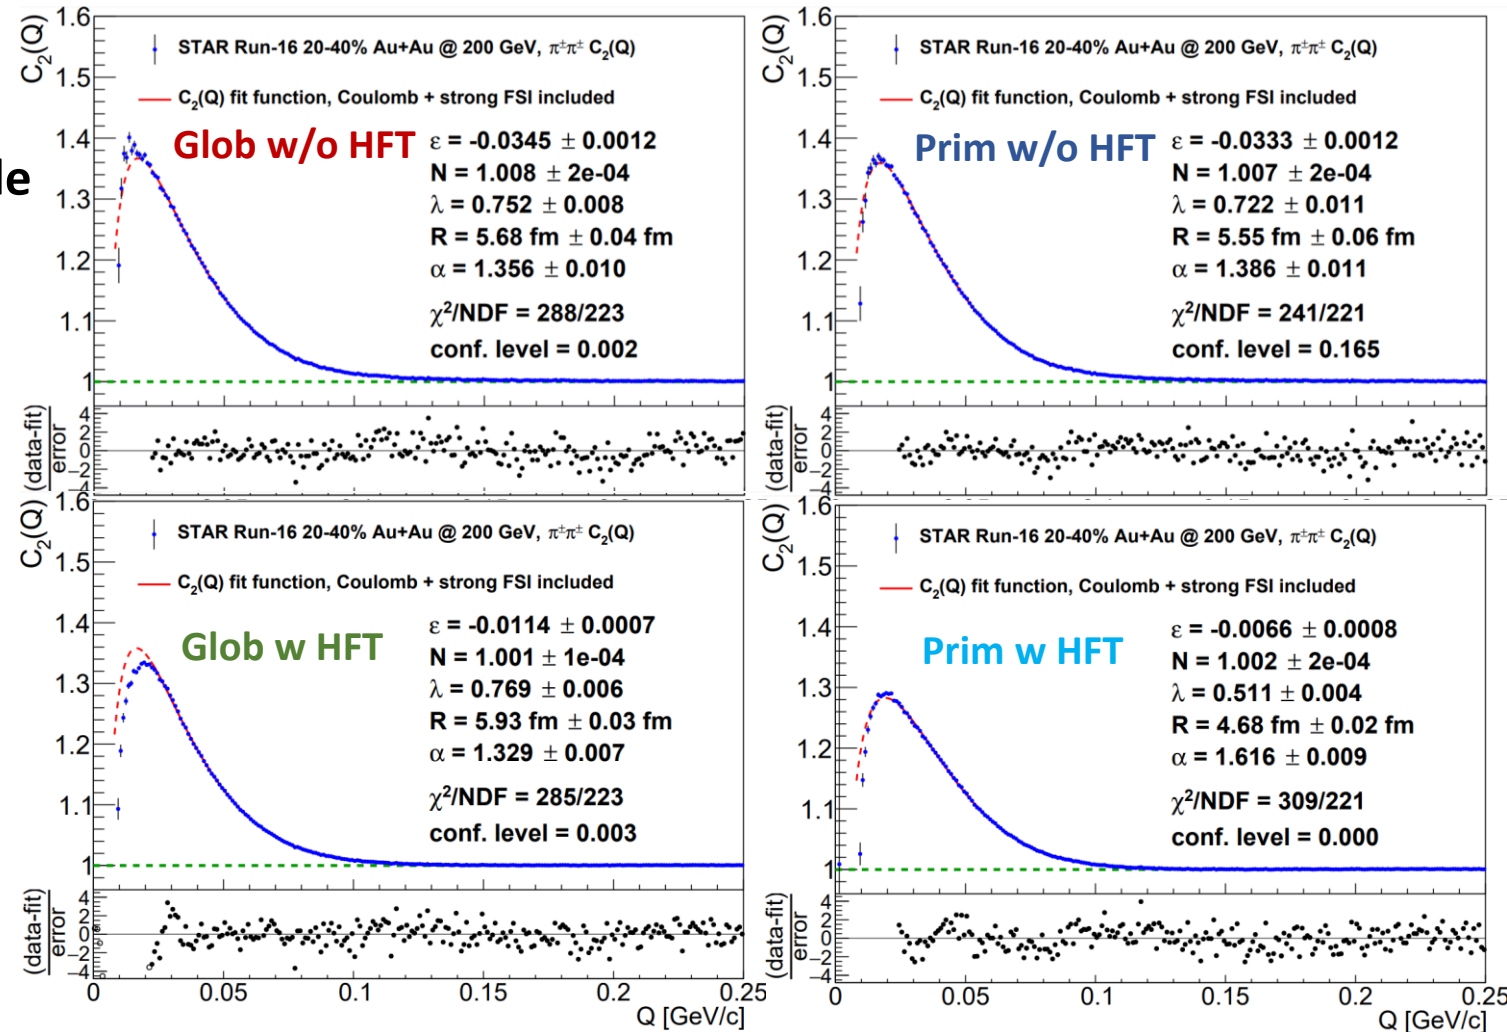 le
1.6
C₂(Q)
STAR Run-16 20-40% Au+Au @ 200 GeV, π±π± C₂(Q)
1.5
C₂(Q) fit function, Coulomb + strong FSI included
1.4
Glob w/o HFT
ε = -0.0345 ± 0.0012
N = 1.008 ± 2e-04
1.3
λ = 0.752 ± 0.008
R = 5.68 fm ± 0.04 fm
1.2
α = 1.356 ± 0.010
1.1
χ²/NDF = 288/223
conf. level = 0.002
1
(data-fit)
error
4
2
0
−2
−4
1.6
C₂(Q)
STAR Run-16 20-40% Au+Au @ 200 GeV, π±π± C₂(Q)
1.5
C₂(Q) fit function, Coulomb + strong FSI included
1.4
Prim w/o HFT
ε = -0.0333 ± 0.0012
N = 1.007 ± 2e-04
1.3
λ = 0.722 ± 0.011
R = 5.55 fm ± 0.06 fm
1.2
α = 1.386 ± 0.011
1.1
χ²/NDF = 241/221
conf. level = 0.165
1
(data-fit)
error
4
2
0
−2
−4
1.6
C₂(Q)
STAR Run-16 20-40% Au+Au @ 200 GeV, π±π± C₂(Q)
1.5
C₂(Q) fit function, Coulomb + strong FSI included
1.4
Glob w HFT
ε = -0.0114 ± 0.0007
N = 1.001 ± 1e-04
1.3
λ = 0.769 ± 0.006
R = 5.93 fm ± 0.03 fm
1.2
α = 1.329 ± 0.007
1.1
χ²/NDF = 285/223
conf. level = 0.003
1
(data-fit)
error
4
2
0
−2
−4
0 0.05 0.1 0.15 0.2 0.25
Q [GeV/c]
1.6
C₂(Q)
STAR Run-16 20-40% Au+Au @ 200 GeV, π±π± C₂(Q)
1.5
C₂(Q) fit function, Coulomb + strong FSI included
1.4
Prim w HFT
ε = -0.0066 ± 0.0008
N = 1.002 ± 2e-04
1.3
λ = 0.511 ± 0.004
R = 4.68 fm ± 0.02 fm
1.2
α = 1.616 ± 0.009
1.1
χ²/NDF = 309/221
conf. level = 0.000
1
(data-fit)
error
4
2
0
−2
−4
0 0.05 0.1 0.15 0.2 0.25
Q [GeV/c]